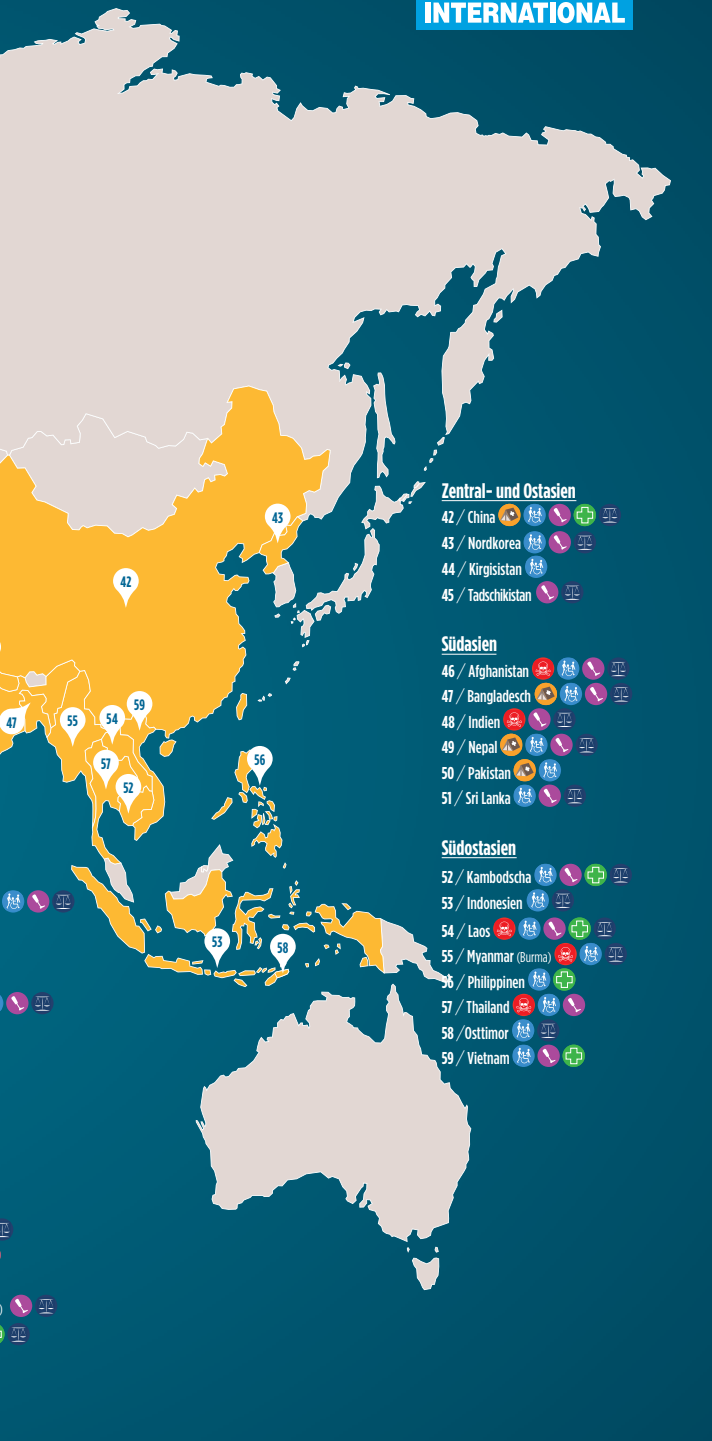 INTERNATIONAL
43
42
59
47
55
54
57
52
56
53
58
Zentral- und Ostasien
42 / China
43 / Nordkorea
44 / Kirgisistan
45 / Tadschikistan
Südasien
46 / Afghanistan
47 / Bangladesch
48 / Indien
49 / Nepal
50 / Pakistan
51 / Sri Lanka
Südostasien
52 / Kambodscha
53 / Indonesien
54 / Laos
55 / Myanmar (Burma)
56 / Philippinen
57 / Thailand
58 /Osttimor
59 / Vietnam
)